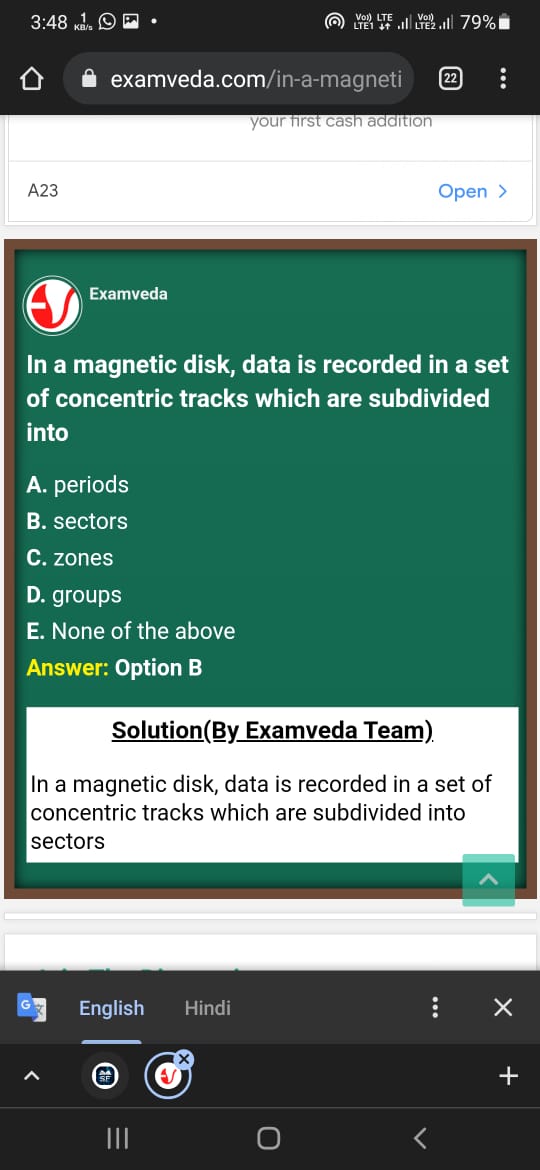 3:48 1 KB/s Vo) LTE LTE1 Vo)) LTE2 79%
examveda.com/in-a-magneti 22
your first cash addition
A23 Open >
Examveda
In a magnetic disk, data is recorded in a set
of concentric tracks which are subdivided
into
A. periods
B. sectors
C. zones
D. groups
E. None of the above
Answer: Option B
Solution(By Examveda Team)
In a magnetic disk, data is recorded in a set of
concentric tracks which are subdivided into
sectors
English Hindi
SF